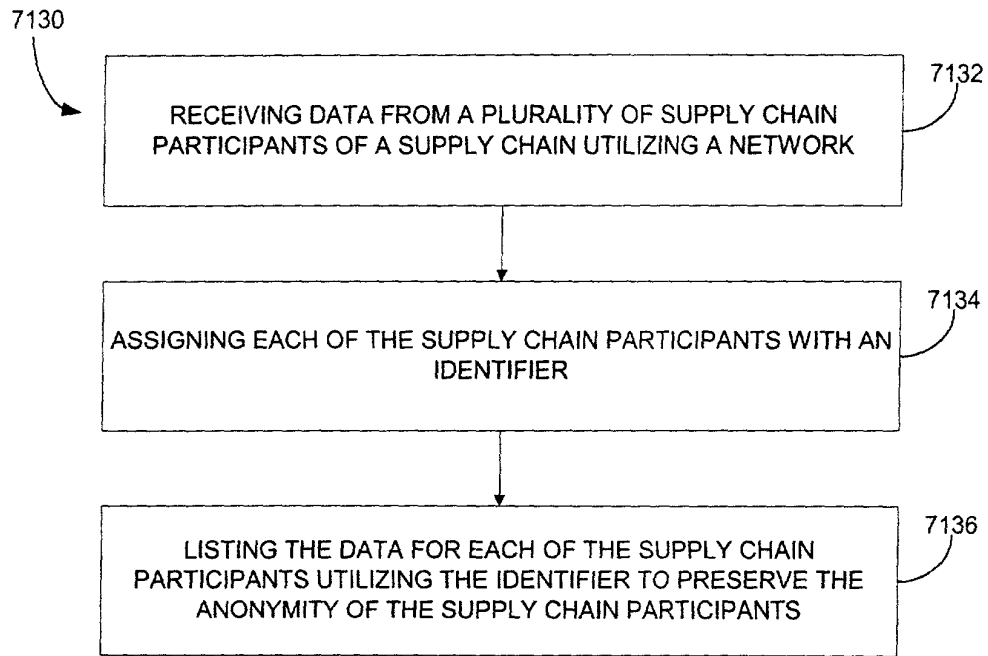 7130
7132
RECEIVING DATA FROM A PLURALITY OF SUPPLY CHAIN
PARTICIPANTS OF A SUPPLY CHAIN UTILIZING A NETWORK
7134
ASSIGNING EACH OF THE SUPPLY CHAIN PARTICIPANTS WITH AN
IDENTIFIER
7136
LISTING THE DATA FOR EACH OF THE SUPPLY CHAIN
PARTICIPANTS UTILIZING THE IDENTIFIER TO PRESERVE THE
ANONYMITY OF THE SUPPLY CHAIN PARTICIPANTS